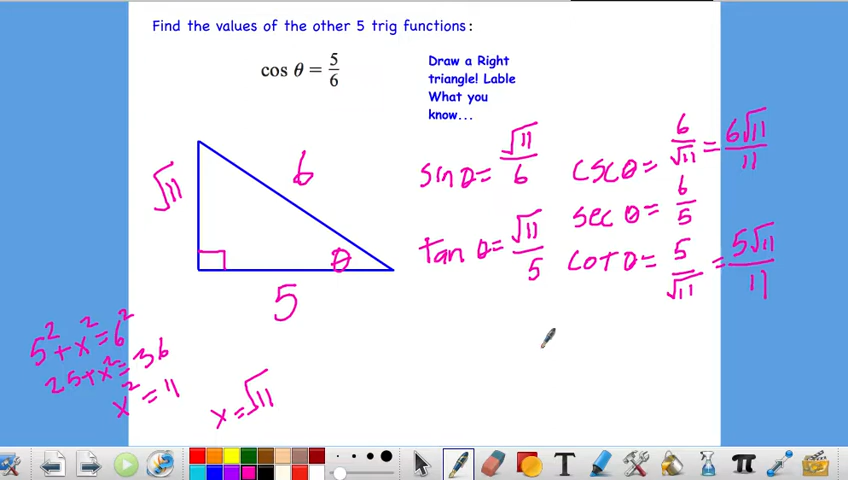 Find the values of the other 5 trig functions:
cos θ = 5/6
Draw a Right
triangle! Lable
What you
know...
√11
6
θ
5
sin θ = √11/6
csc θ = 6/√11 = 6√11/11
sec θ = 6/5
tan θ = √11/5
cot θ = 5/√11 = 5√11/11
5² + x² = 6²
25 + x² = 36
x² = 11
x = √11
T
π